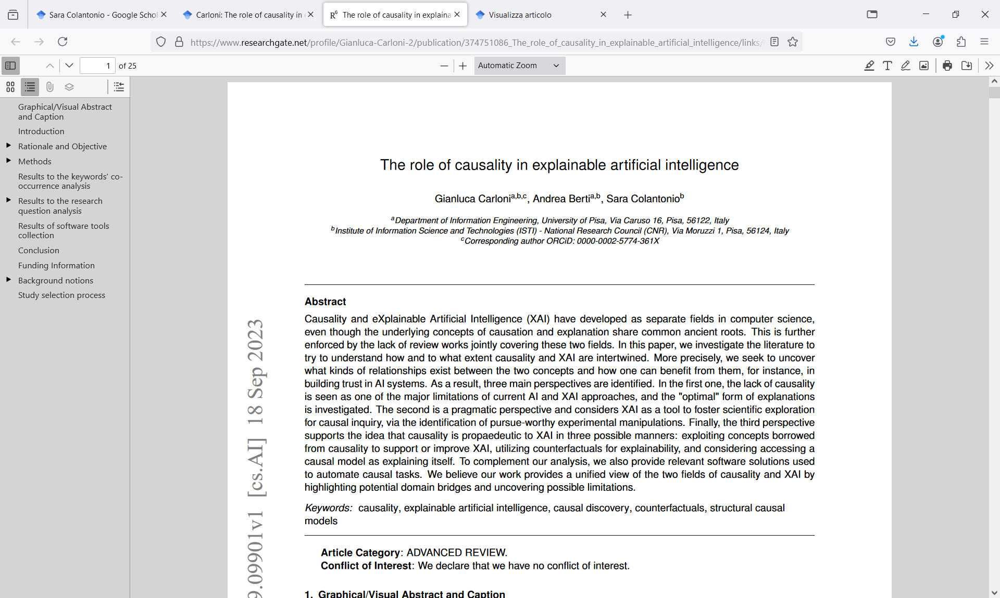 Sara Colantonio - Google Schol
Carloni: The role of causality in
The role of causality in explaina
Visualizza articolo
https://www.researchgate.net/profile/Gianluca-Carloni-2/publication/374751086_The_role_of_causality_in_explainable_artificial_intelligence/links/
1 of 25
Automatic Zoom
Graphical/Visual Abstract
and Caption
Introduction
Rationale and Objective
Methods
Results to the keywords' co-
occurrence analysis
Results to the research
question analysis
Results of software tools
collection
Conclusion
Funding Information
Background notions
Study selection process
The role of causality in explainable artificial intelligence
Gianluca Carloni a,b,c, Andrea Berti a,b, Sara Colantonio b
a Department of Information Engineering, University of Pisa, Via Caruso 16, Pisa, 56122, Italy
b Institute of Information Science and Technologies (ISTI) - National Research Council (CNR), Via Moruzzi 1, Pisa, 56124, Italy
c Corresponding author ORCiD: 0000-0002-5774-361X
Abstract
Causality and eXplainable Artificial Intelligence (XAI) have developed as separate fields in computer science,
even though the underlying concepts of causation and explanation share common ancient roots. This is further
enforced by the lack of review works jointly covering these two fields. In this paper, we investigate the literature to
try to understand how and to what extent causality and XAI are intertwined. More precisely, we seek to uncover
what kinds of relationships exist between the two concepts and how one can benefit from them, for instance, in
building trust in AI systems. As a result, three main perspectives are identified. In the first one, the lack of causality
is seen as one of the major limitations of current AI and XAI approaches, and the "optimal" form of explanations
is investigated. The second is a pragmatic perspective and considers XAI as a tool to foster scientific exploration
for causal inquiry, via the identification of pursue-worthy experimental manipulations. Finally, the third perspective
supports the idea that causality is propaedeutic to XAI in three possible manners: exploiting concepts borrowed
from causality to support or improve XAI, utilizing counterfactuals for explainability, and considering accessing a
causal model as explaining itself. To complement our analysis, we also provide relevant software solutions used
to automate causal tasks. We believe our work provides a unified view of the two fields of causality and XAI by
highlighting potential domain bridges and uncovering possible limitations.
Keywords: causality, explainable artificial intelligence, causal discovery, counterfactuals, structural causal
models
Article Category: ADVANCED REVIEW.
Conflict of Interest: We declare that we have no conflict of interest.
1. Graphical/Visual Abstract and Caption
9.09901v1 [cs.AI] 18 Sep 2023